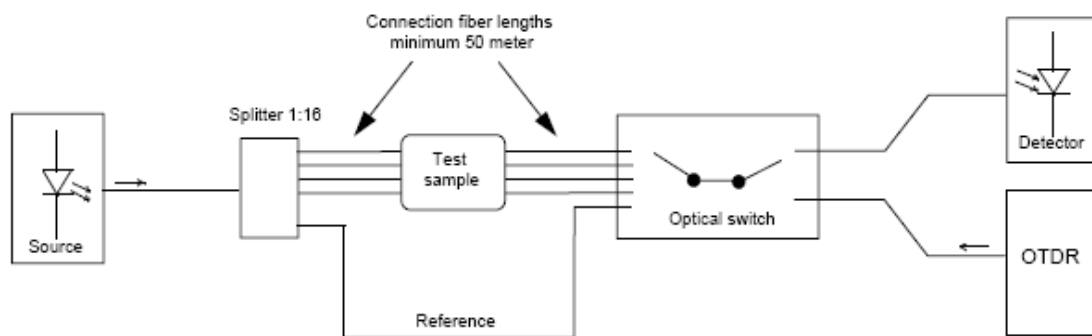 Connection fiber lengths
minimum 50 meter
Splitter 1:16
Test
sample
Source
Optical switch
Detector
OTDR
Reference